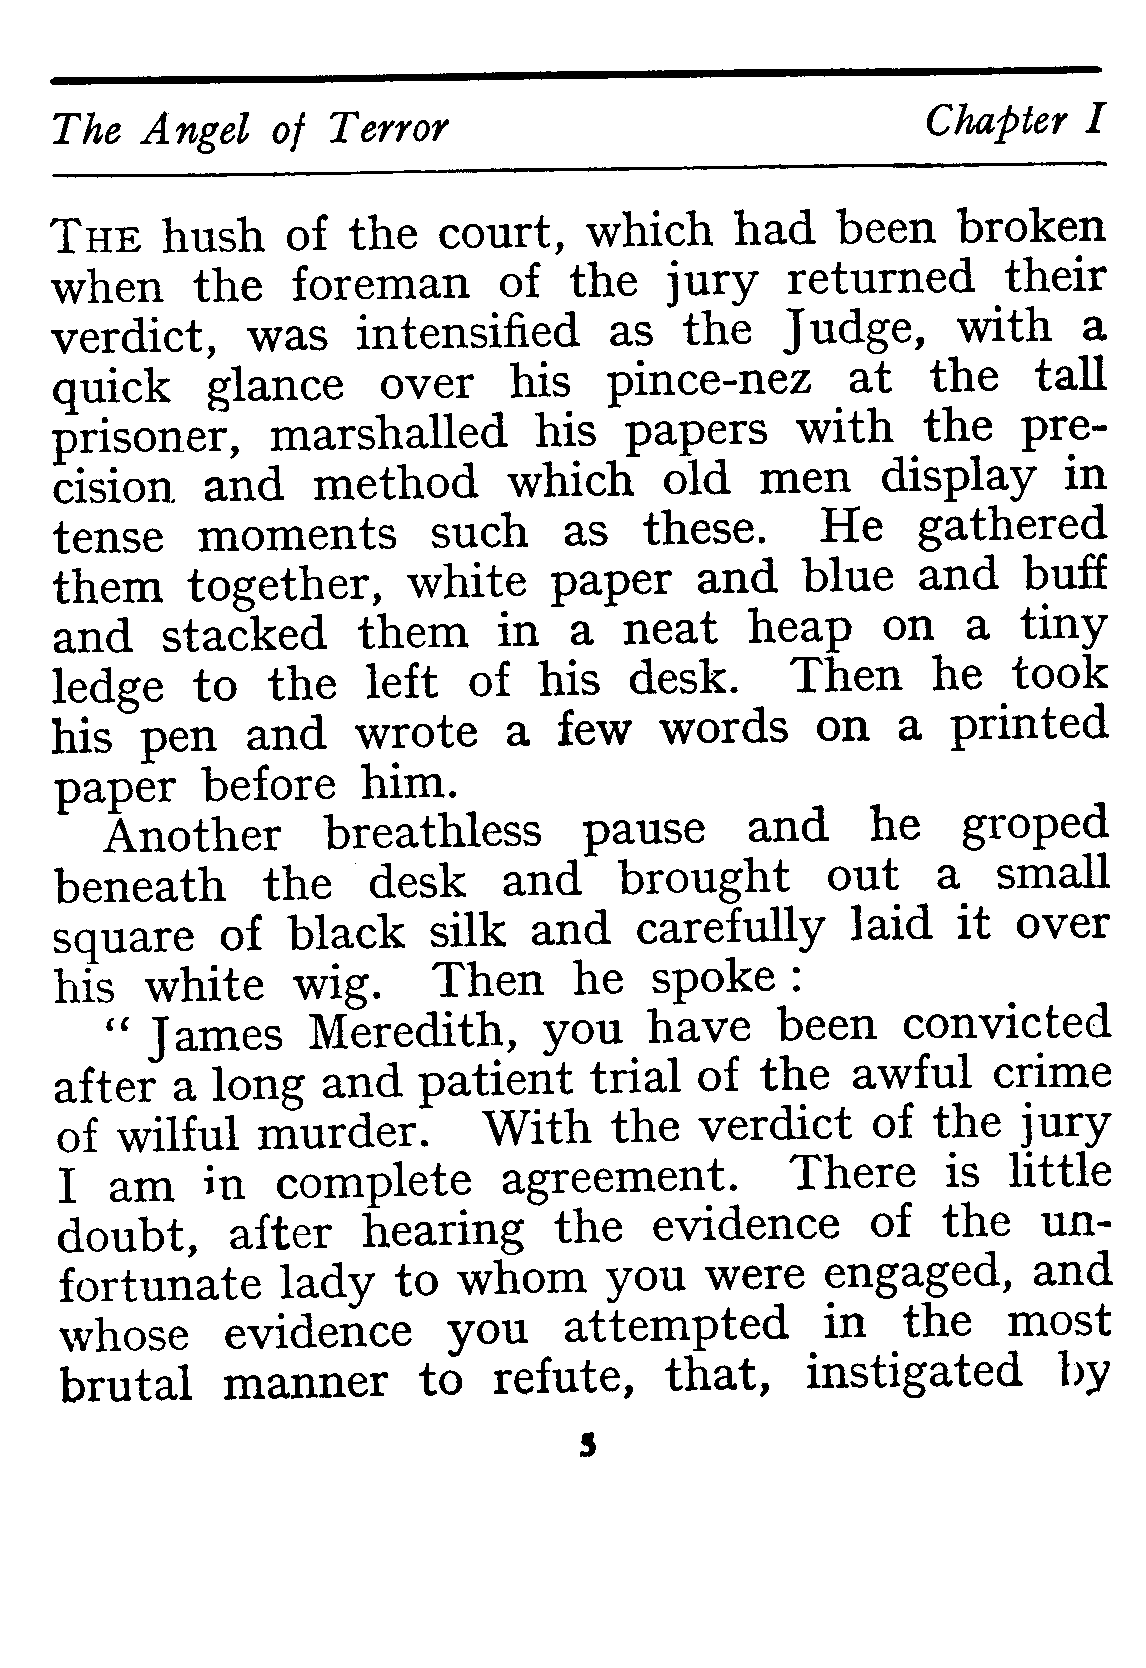 The Angel of Terror Chapter I
THE hush of the court, which had been broken
when the foreman of the jury returned their
verdict, was intensified as the Judge, with a
quick glance over his pince-nez at the tall
prisoner, marshalled his papers with the pre-
cision and method which old men display in
tense moments such as these. He gathered
them together, white paper and blue and buff
and stacked them in a neat heap on a tiny
ledge to the left of his desk. Then he took
his pen and wrote a few words on a printed
paper before him.
Another breathless pause and he groped
beneath the desk and brought out a small
square of black silk and carefully laid it over
his white wig. Then he spoke :
“ James Meredith, you have been convicted
after a long and patient trial of the awful crime
of wilful murder. With the verdict of the jury
I am in complete agreement. There is little
doubt, after hearing the evidence of the un-
fortunate lady to whom you were engaged, and
whose evidence you attempted in the most
brutal manner to refute, that, instigated by
5